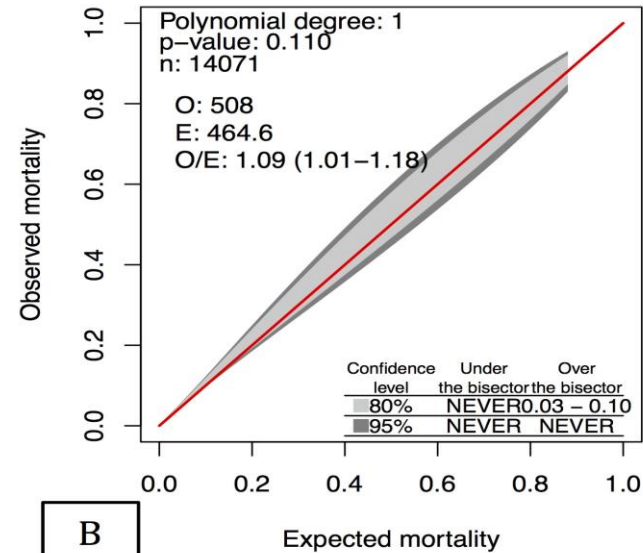 Polynomial degree: 1
p−value: 0.110
n: 14071
O: 508
E: 464.6
O/E: 1.09 (1.01−1.18)
Observed mortality
1.0
0.8
0.6
0.4
0.2
0.0
Confidence Under Over
level the bisector the bisector
80% NEVER 0.03 − 0.10
95% NEVER NEVER
0.0 0.2 0.4 0.6 0.8 1.0
Expected mortality
B